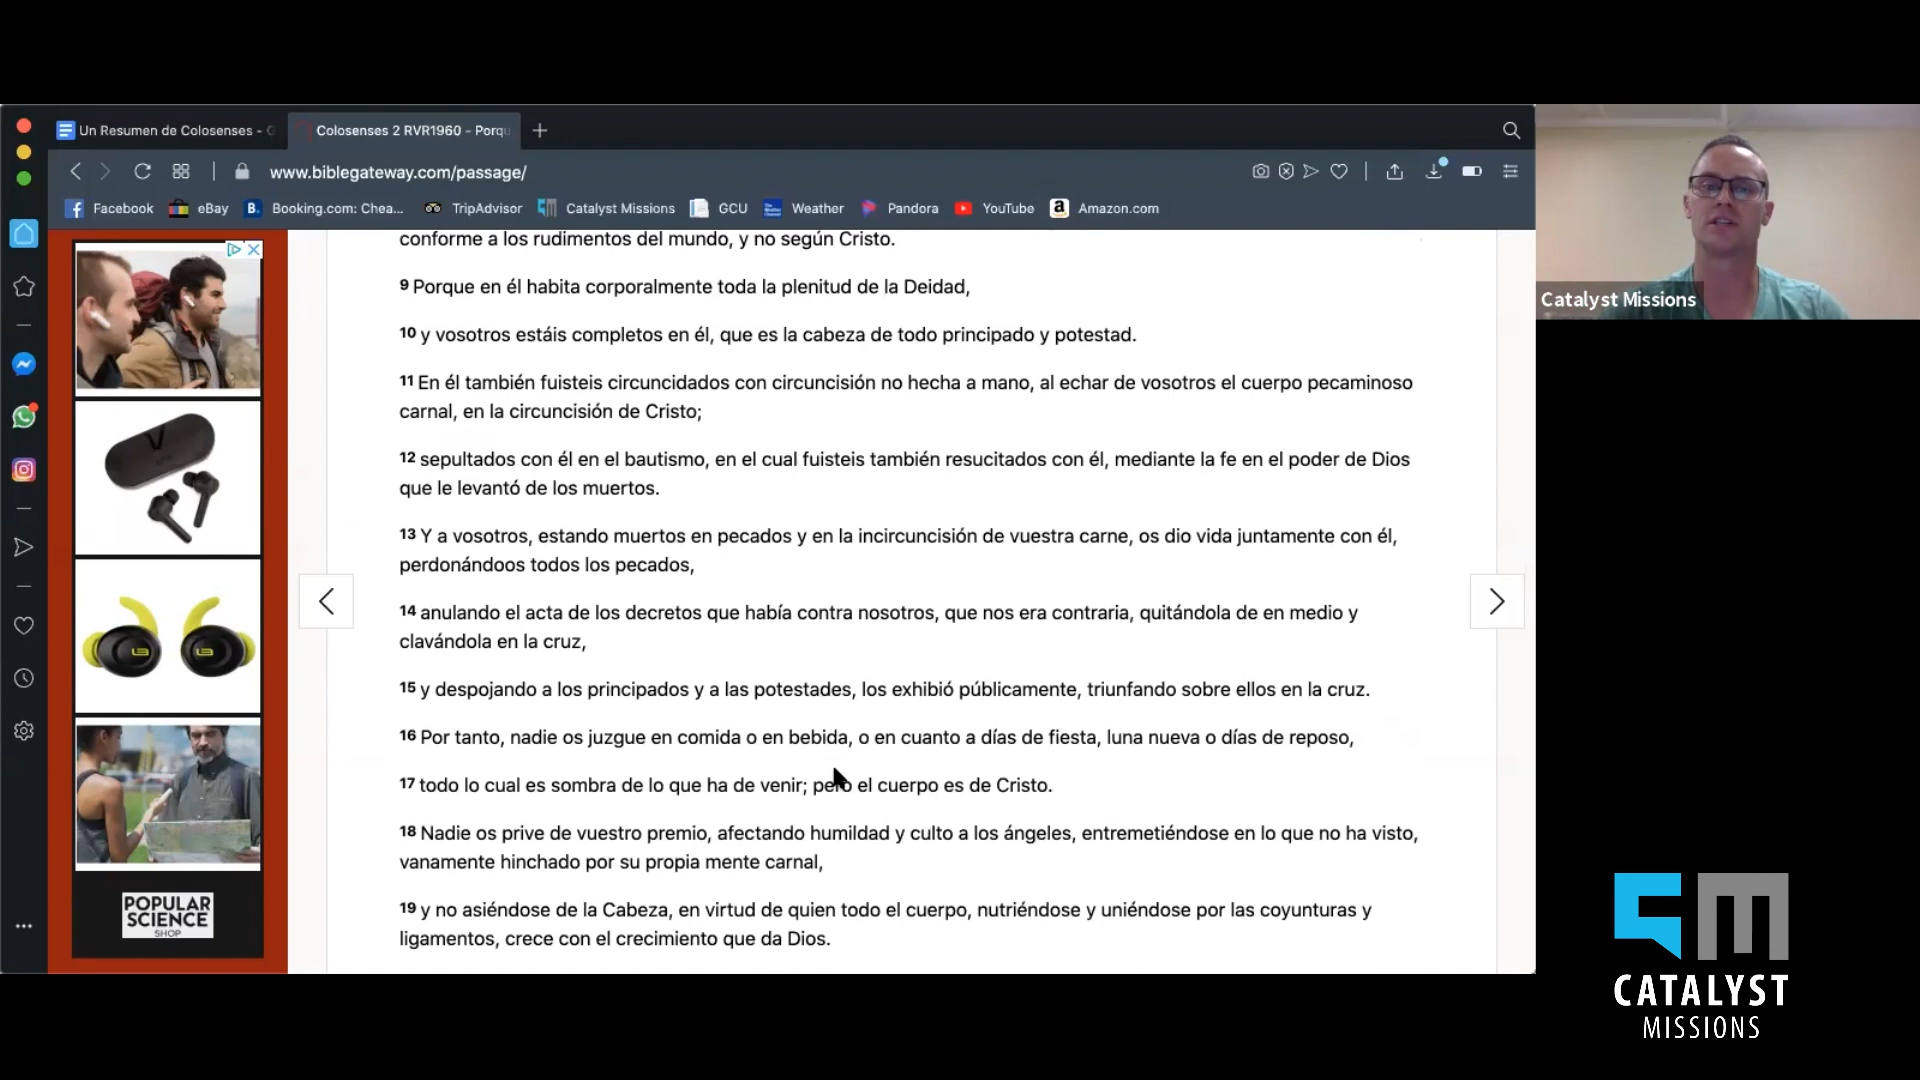 Un Resumen de Colosenses - G
Colosenses 2 RVR1960 - Porqu
www.biblegateway.com/passage/
Facebook
eBay
B.
Booking.com: Chea...
TripAdvisor
Catalyst Missions
GCU
Weather
Pandora
YouTube
a
Amazon.com
conforme a los rudimentos del mundo, y no según Cristo.
9 Porque en él habita corporalmente toda la plenitud de la Deidad,
10 y vosotros estáis completos en él, que es la cabeza de todo principado y potestad.
11 En él también fuisteis circuncidados con circuncisión no hecha a mano, al echar de vosotros el cuerpo pecaminoso
carnal, en la circuncisión de Cristo;
12 sepultados con él en el bautismo, en el cual fuisteis también resucitados con él, mediante la fe en el poder de Dios
que le levantó de los muertos.
13 Y a vosotros, estando muertos en pecados y en la incircuncisión de vuestra carne, os dio vida juntamente con él,
perdonándoos todos los pecados,
14 anulando el acta de los decretos que había contra nosotros, que nos era contraria, quitándola de en medio y
clavándola en la cruz,
15 y despojando a los principados y a las potestades, los exhibió públicamente, triunfando sobre ellos en la cruz.
16 Por tanto, nadie os juzgue en comida o en bebida, o en cuanto a días de fiesta, luna nueva o días de reposo,
17 todo lo cual es sombra de lo que ha de venir; pero el cuerpo es de Cristo.
18 Nadie os prive de vuestro premio, afectando humildad y culto a los ángeles, entremetiéndose en lo que no ha visto,
vanamente hinchado por su propia mente carnal,
19 y no asiéndose de la Cabeza, en virtud de quien todo el cuerpo, nutriéndose y uniéndose por las coyunturas y
ligamentos, crece con el crecimiento que da Dios.
POPULAR
SCIENCE
SHOP
Catalyst Missions
CATALYST
MISSIONS